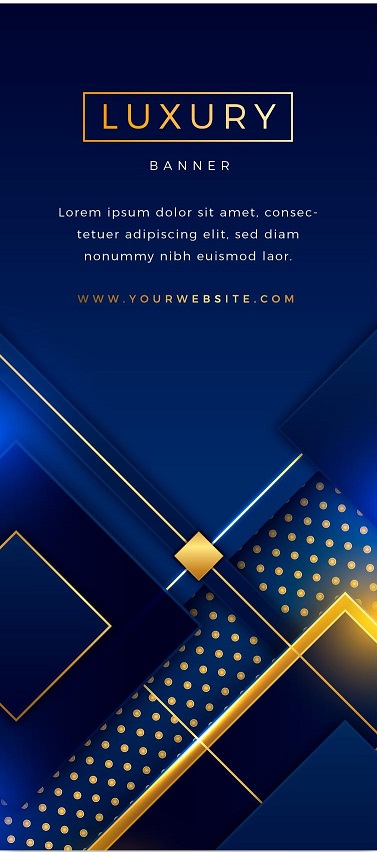 LUXURY
BANNER
Lorem ipsum dolor sit amet, consec-
tetuer adipiscing elit, sed diam
nonummy nibh euismod laor.
WWW.YOURWEBSITE.COM